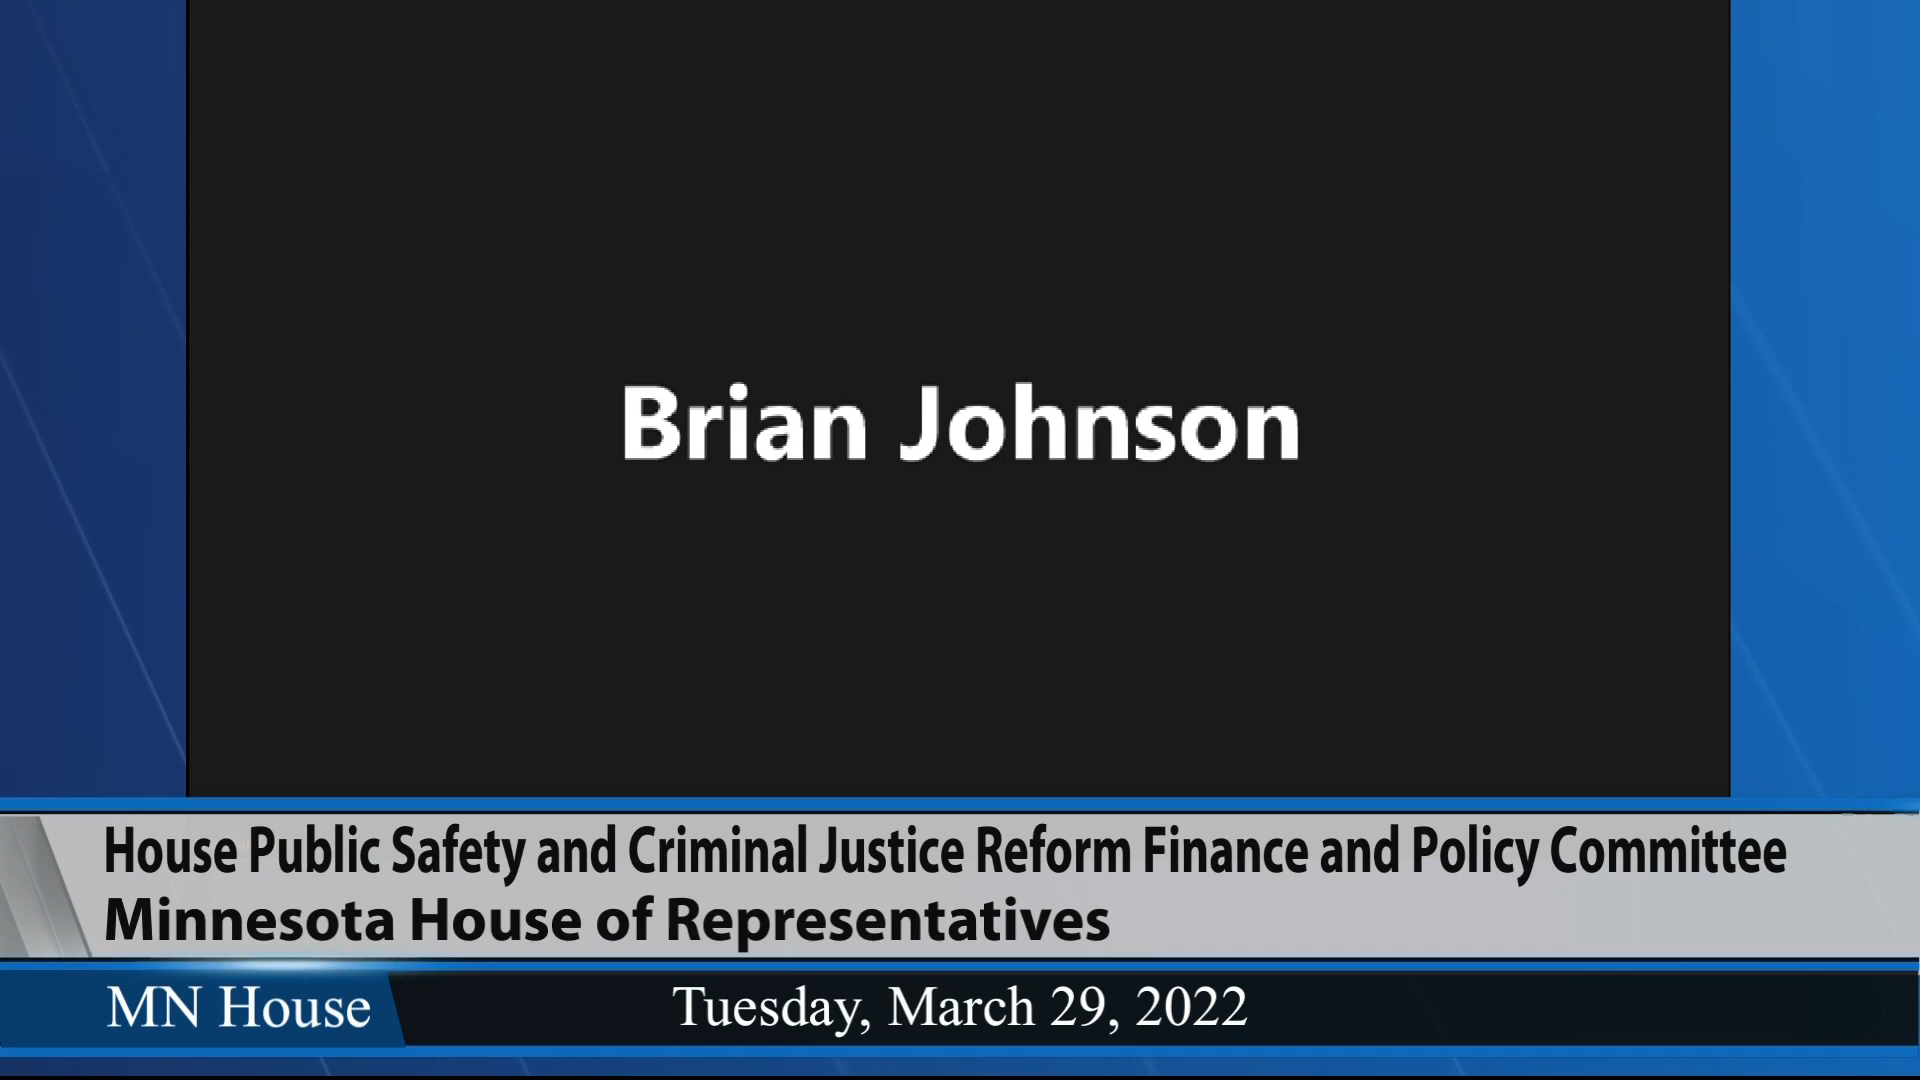 Brian Johnson
House Public Safety and Criminal Justice Reform Finance and Policy Committee
Minnesota House of Representatives
MN House
Tuesday, March 29, 2022